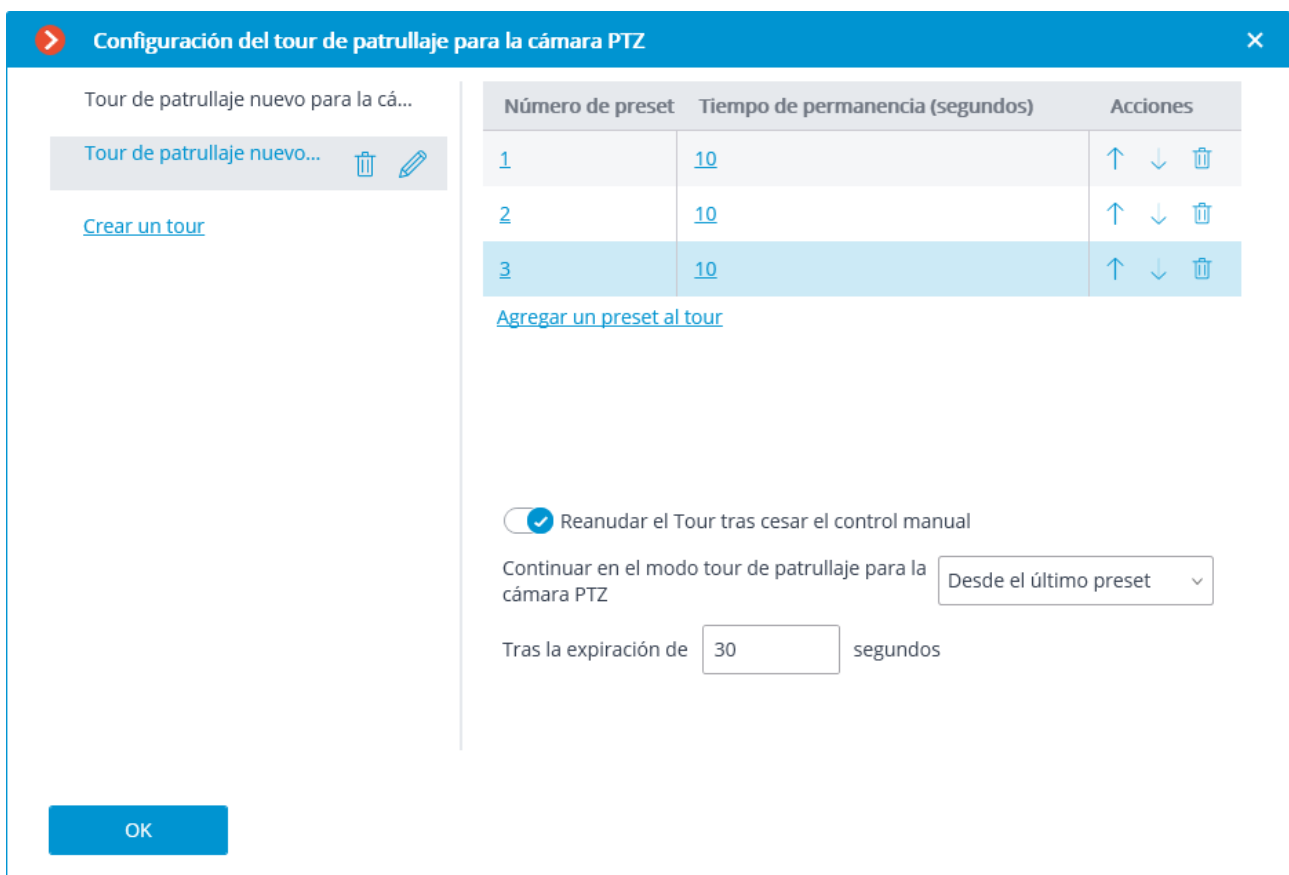 Configuración del tour de patrullaje para la cámara PTZ
Tour de patrullaje nuevo para la cá...
Tour de patrullaje nuevo...
Crear un tour
Número de preset Tiempo de permanencia (segundos) Acciones
1 10
2 10
3 10
Agregar un preset al tour
Reanudar el Tour tras cesar el control manual
Continuar en el modo tour de patrullaje para la
cámara PTZ
Desde el último preset
Tras la expiración de 30 segundos
OK